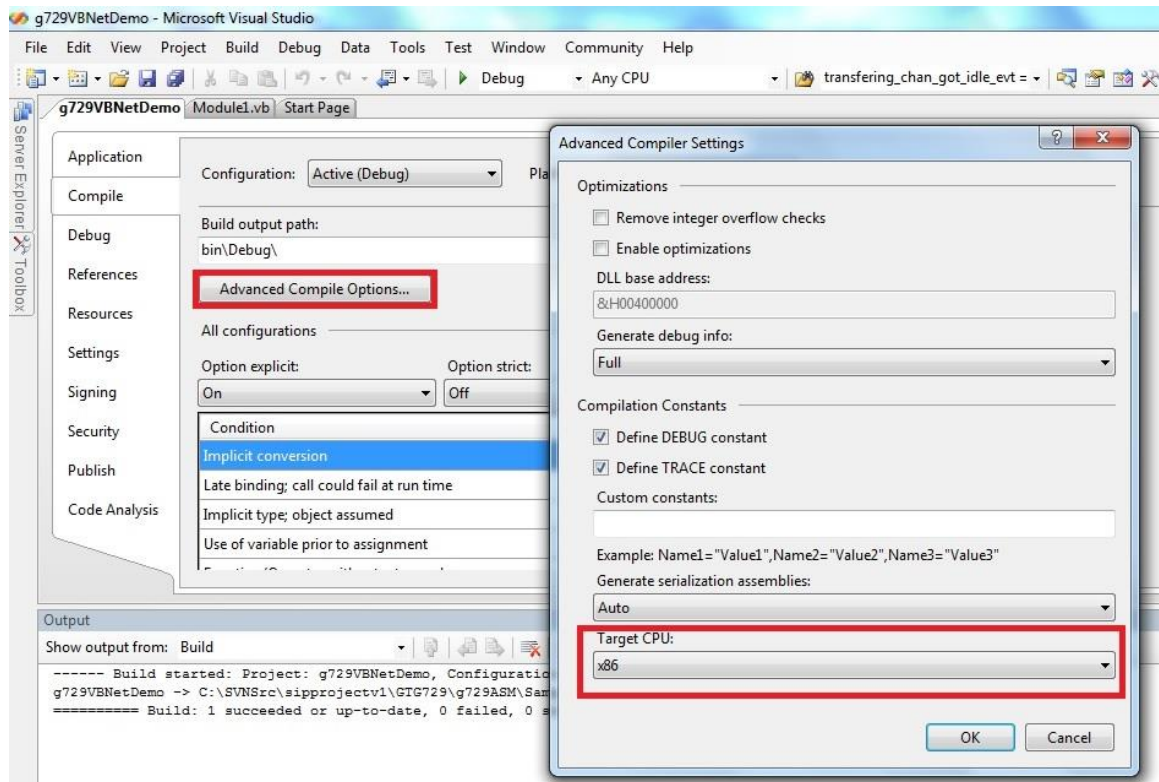 g729VBNetDemo - Microsoft Visual Studio
File Edit View Project Build Debug Data Tools Test Window Community Help
Debug Any CPU transfering_chan_got_idle_evt =
g729VBNetDemo Module1.vb Start Page
Server Explorer
Toolbox
Application
Compile
Debug
References
Resources
Settings
Signing
Security
Publish
Code Analysis
Configuration: Active (Debug)
Build output path:
bin\Debug\
Advanced Compile Options...
All configurations
Option explicit: Option strict:
On Off
Condition
Implicit conversion
Late binding; call could fail at run time
Implicit type; object assumed
Use of variable prior to assignment
Output
Show output from: Build
------ Build started: Project: g729VBNetDemo,
g729VBNetDemo -> C:\SVNSrc\sipprojectv1\GTG729\g729ASM\
========== Build: 1 succeeded or up-to-date, 0 failed, 0
Advanced Compiler Settings
Optimizations
Remove integer overflow checks
Enable optimizations
DLL base address:
&H00400000
Generate debug info:
Full
Compilation Constants
Define DEBUG constant
Define TRACE constant
Custom constants:
Example: Name1="Value1",Name2="Value2",Name3="Value3"
Generate serialization assemblies:
Auto
Target CPU:
x86
OK Cancel